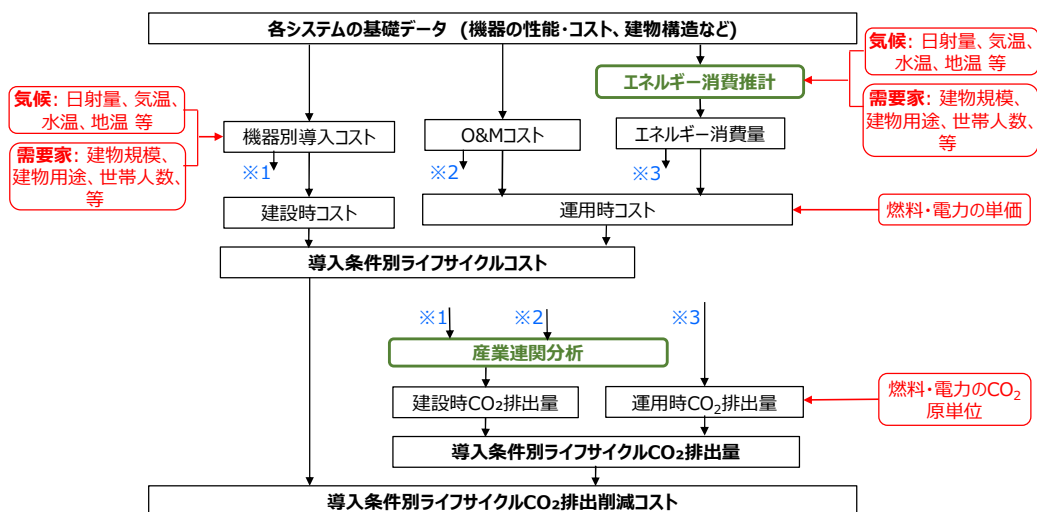 各システムの基礎データ (機器の性能・コスト、建物構造など)
気候: 日射量、気温、
水温、地温 等
エネルギー消費推計
気候: 日射量、気温、
水温、地温 等
需要家: 建物規模、
建物用途、世帯人数、
等
機器別導入コスト
O&Mコスト
エネルギー消費量
需要家: 建物規模、
建物用途、世帯人数、
等
※1
※2
※3
建設時コスト
運用時コスト
燃料・電力の単価
導入条件別ライフサイクルコスト
※1
※2
※3
産業連関分析
建設時CO₂排出量
運用時CO₂排出量
燃料・電力のCO₂
原単位
導入条件別ライフサイクルCO₂排出量
導入条件別ライフサイクルCO₂排出削減コスト